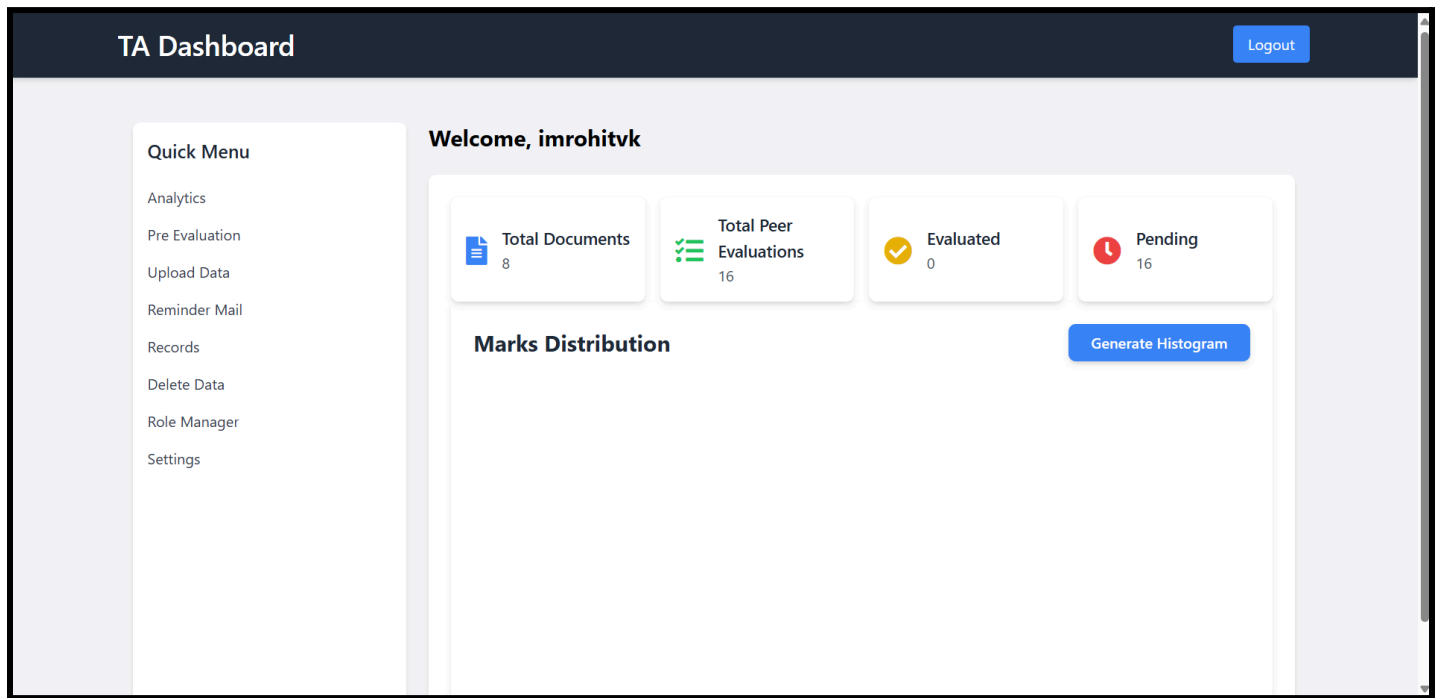 TA Dashboard
Logout
Quick Menu
Analytics
Pre Evaluation
Upload Data
Reminder Mail
Records
Delete Data
Role Manager
Settings
Welcome, imrohitvk
Total Documents
8
Total Peer
Evaluations
16
Evaluated
0
Pending
16
Marks Distribution
Generate Histogram